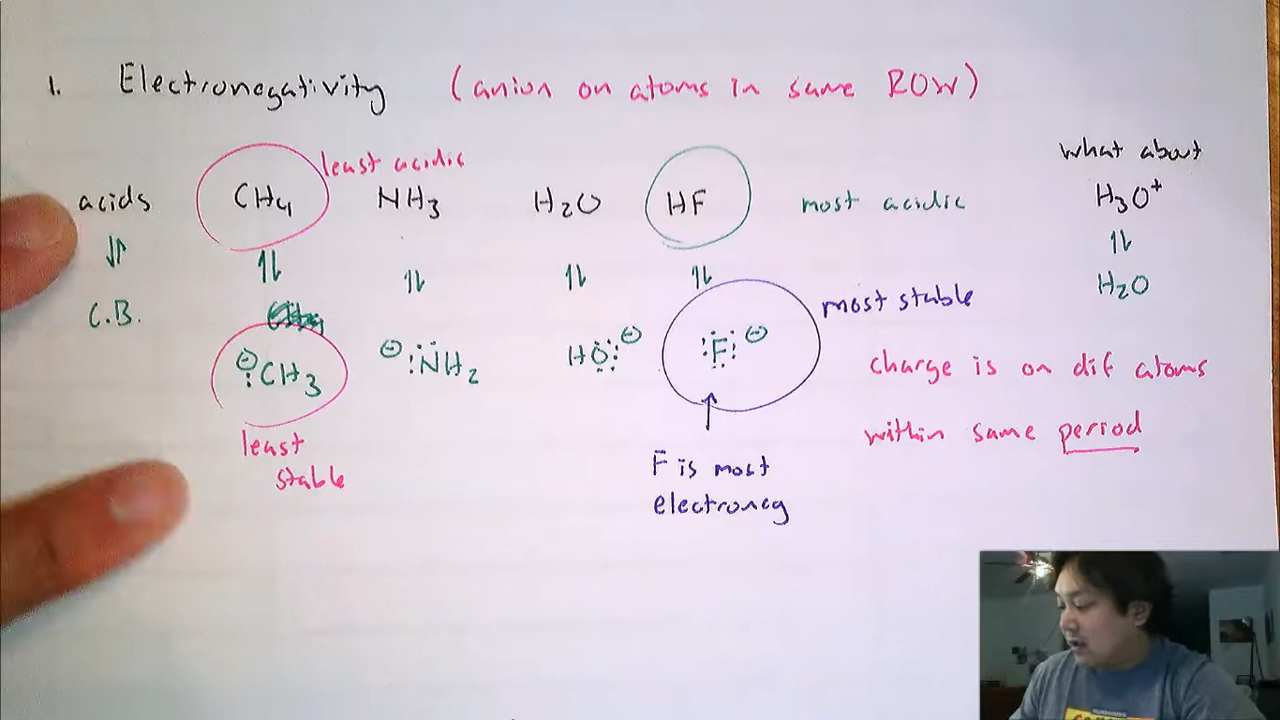 1. Electronegativity (anion on atoms in same ROW)
what about
least acidic
acids CH4 NH3 H2O HF most acidic H3O+
⇌ ⇌ ⇌ ⇌ ⇌ ⇌
C.B. H2O
most stable
⊖:CH3 ⊖:NH2 HO:⊖ :F:⊖
charge is on dif atoms
within same period
least
stable
F is most
electroneg